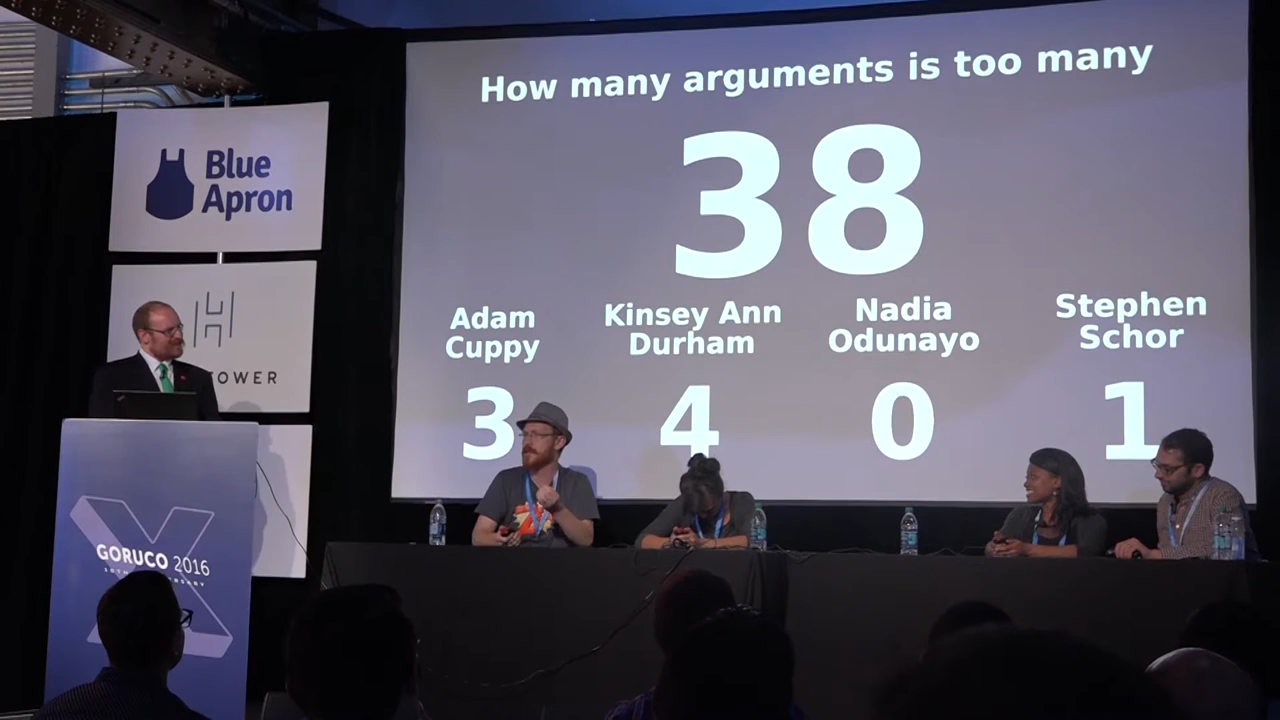 How many arguments is too many
38
Adam
Cuppy
3
Kinsey Ann
Durham
4
Nadia
Odunayo
0
Stephen
Schor
1
Blue
Apron
OWER
GORUCO 2016